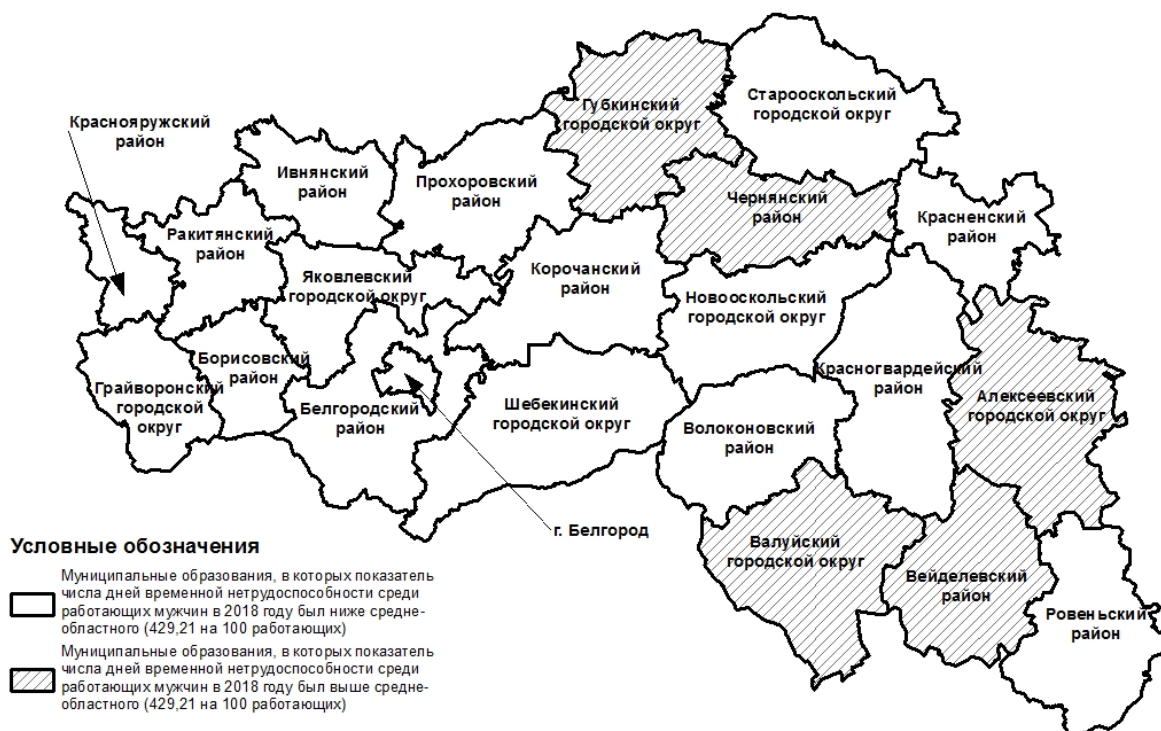 Краснояружский
район
Ивнянский
район
Прохоровский
район
Губкинский
городской округ
Старооскольский
городской округ
Ракитянский
район
Яковлевский
городской округ
Корочанский
район
Чернянский
район
Красненский
район
Новооскольский
городской округ
Грайворонский
городской
округ
Борисовский
район
Белгородский
район
Шебекинский
городской округ
Волоконовский
район
Красногвардейский
район
Алексеевский
городской округ
г. Белгород
Валуйский
городской округ
Вейделевский
район
Ровеньский
район
Условные обозначения
Муниципальные образования, в которых показатель
числа дней временной нетрудоспособности среди
работающих мужчин в 2018 году был ниже средне-
областного (429,21 на 100 работающих)
Муниципальные образования, в которых показатель
числа дней временной нетрудоспособности среди
работающих мужчин в 2018 году был выше средне-
областного (429,21 на 100 работающих)